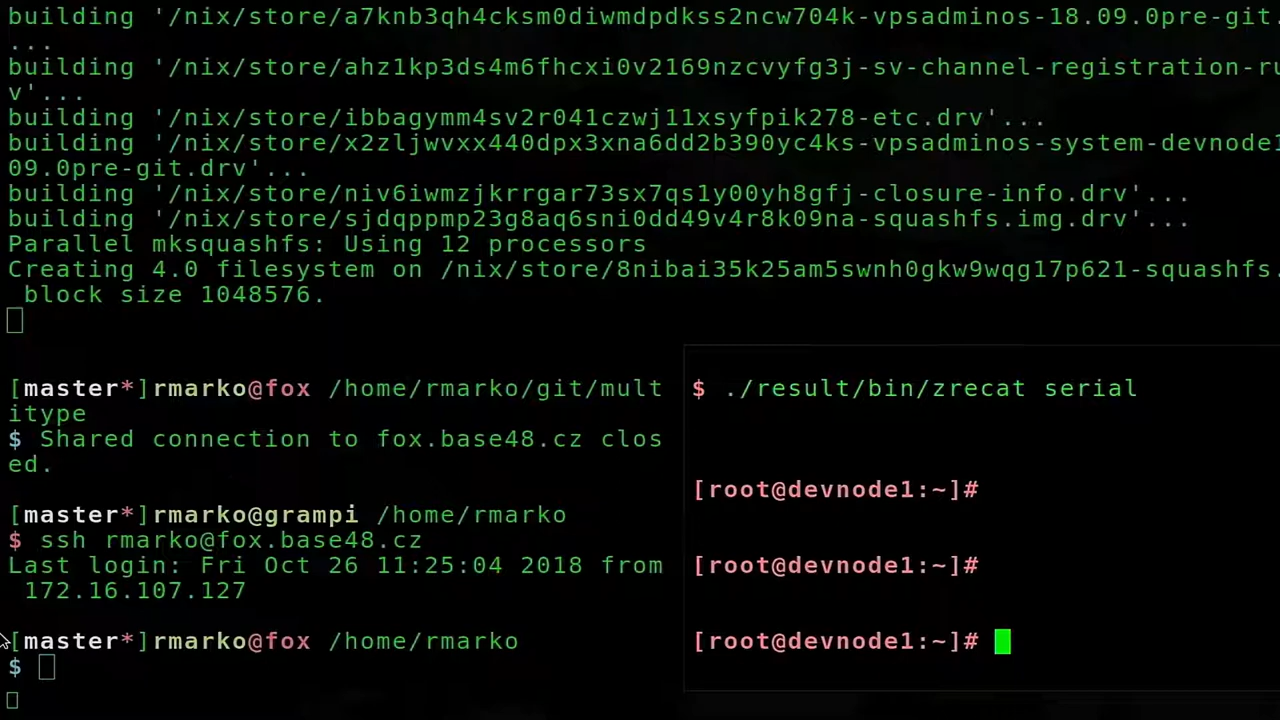 building '/nix/store/a7knb3qh4cksm0diwmdpdkss2ncw704k-vpsadminos-18.09.0pre-git.
...
building '/nix/store/ahz1kp3ds4m6fhcxi0v2169nzcvyfg3j-sv-channel-registration-ru
v'...
building '/nix/store/ibbagymm4sv2r041czwj11xsyfpik278-etc.drv'...
building '/nix/store/x2zljwvxx440dpx3xna6dd2b390yc4ks-vpsadminos-system-devnode1
09.0pre-git.drv'...
building '/nix/store/niv6iwmzjkrrgar73sx7qs1y00yh8gfj-closure-info.drv'...
building '/nix/store/sjdqppmp23g8aq6sni0dd49v4r8k09na-squashfs.img.drv'...
Parallel mksquashfs: Using 12 processors
Creating 4.0 filesystem on /nix/store/8nibai35k25am5swnh0gkw9wqg17p621-squashfs.
block size 1048576.
[master*]rmarko@fox /home/rmarko/git/mult
itype
$ Shared connection to fox.base48.cz clos
ed.
[master*]rmarko@grampi /home/rmarko
$ ssh rmarko@fox.base48.cz
Last login: Fri Oct 26 11:25:04 2018 from
172.16.107.127
[master*]rmarko@fox /home/rmarko
$
$ ./result/bin/zrecat serial
[root@devnode1:~]#
[root@devnode1:~]#
[root@devnode1:~]#